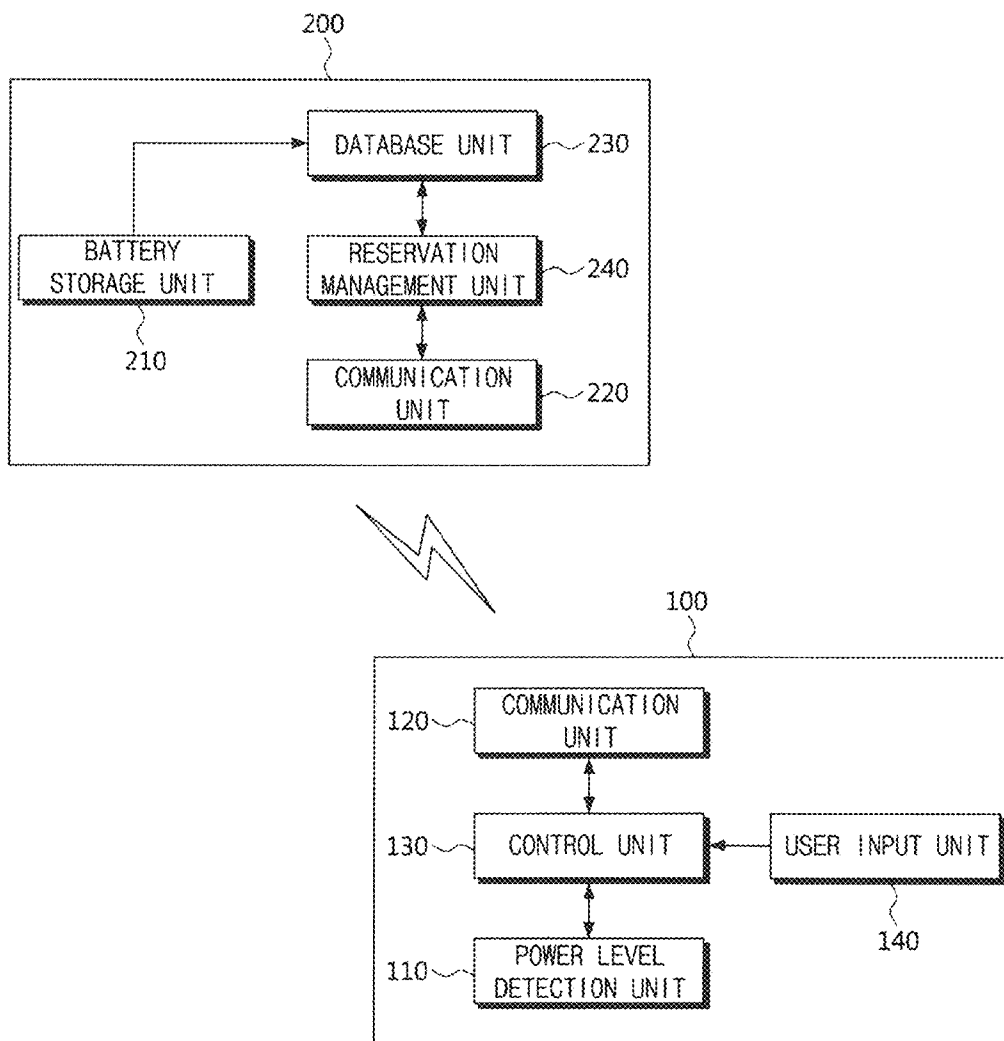 200
DATABASE UNIT
230
BATTERY
STORAGE UNIT
210
RESERVATION
MANAGEMENT UNIT
240
COMMUNICATION
UNIT
220
100
COMMUNICATION
UNIT
120
130
CONTROL UNIT
USER INPUT UNIT
140
110
POWER LEVEL
DETECTION UNIT